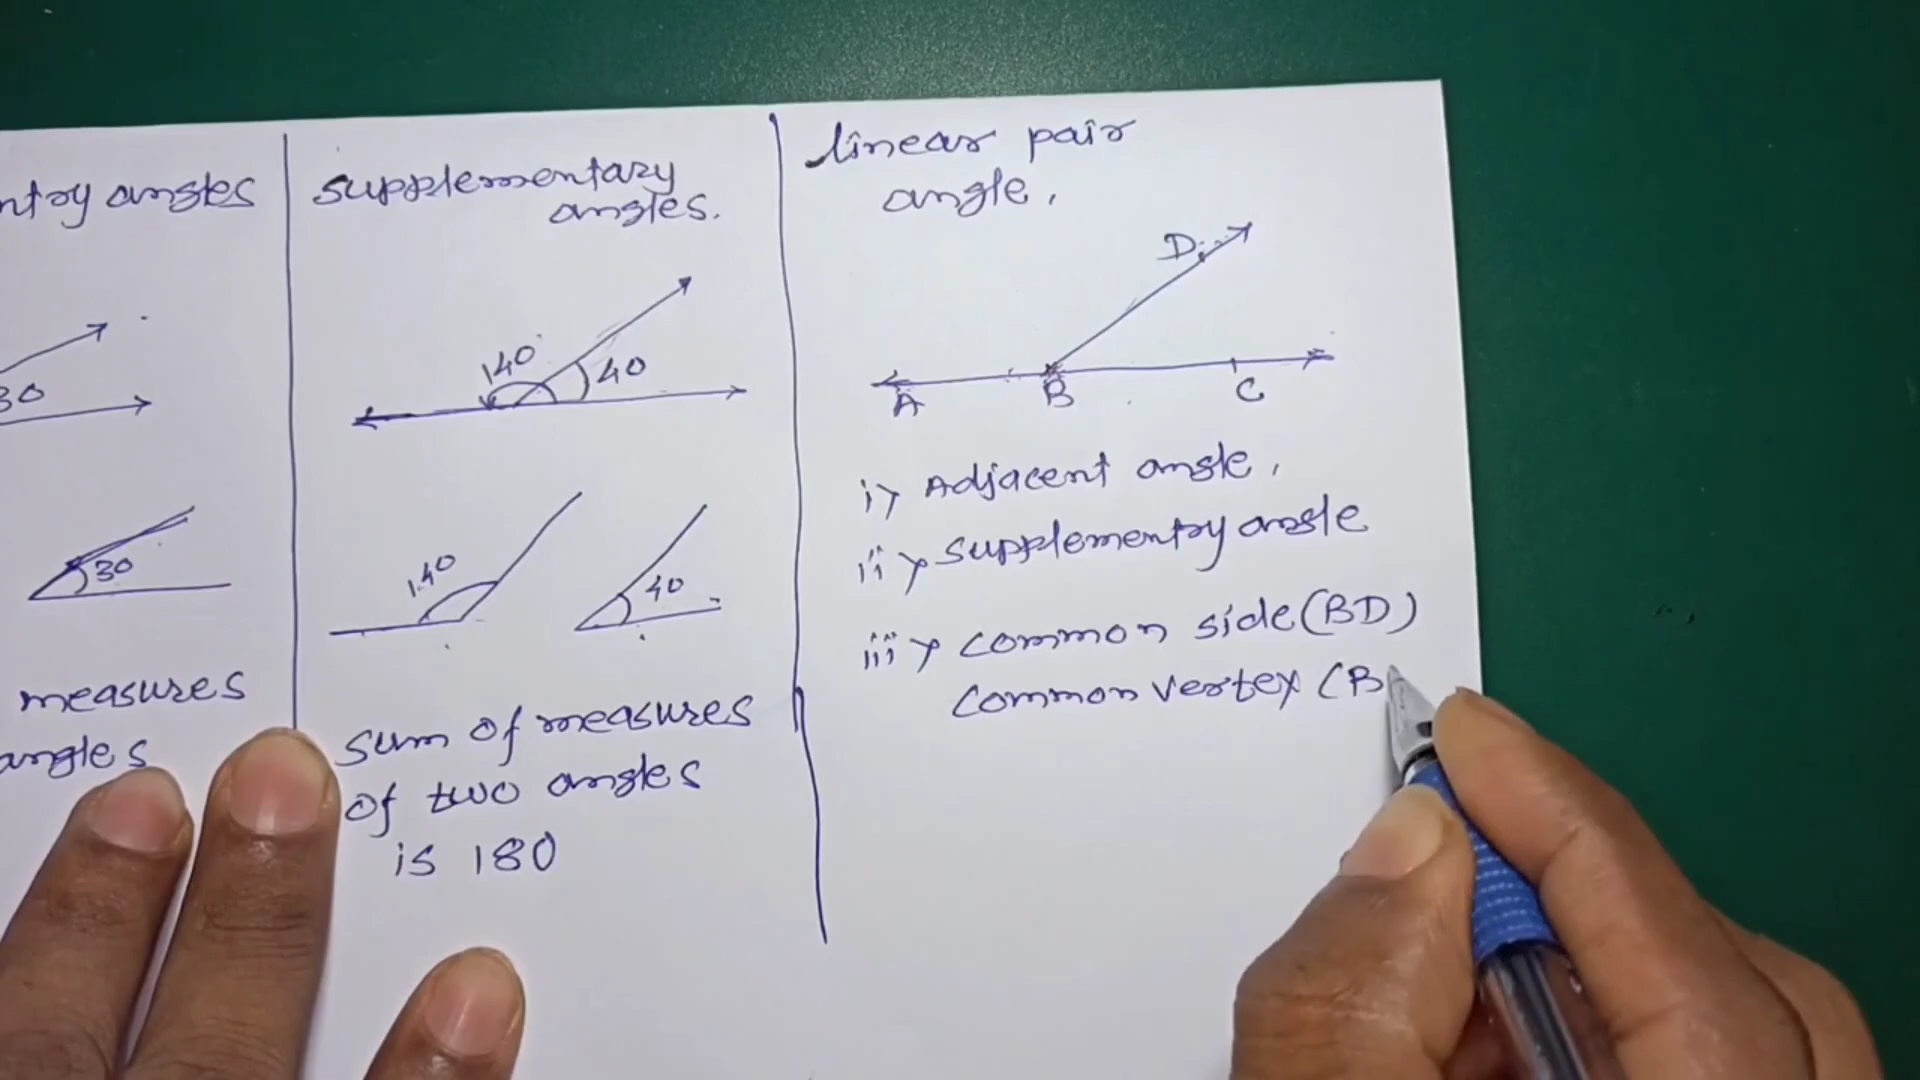 ntry angles
30
30
measures
angles
supplementary
angles.
140
40
140
40
sum of measures
of two angles
is 180
linear pair
angle,
D
A B C
i> Adjacent angle,
ii> supplementry angle
iii> common side (BD)
common vertex (B